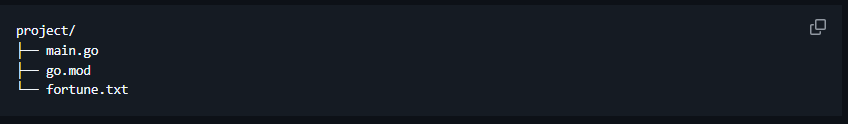 project/
├── main.go
├── go.mod
└── fortune.txt